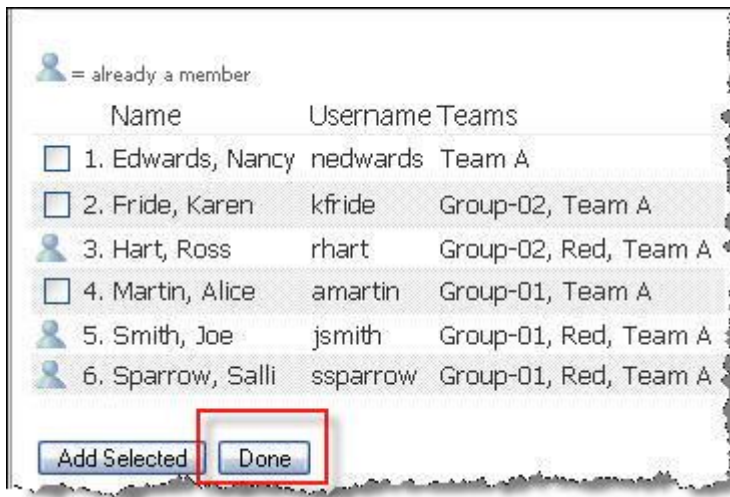 = already a member
Name Username Teams
1. Edwards, Nancy nedwards Team A
2. Fride, Karen kfride Group-02, Team A
3. Hart, Ross rhart Group-02, Red, Team A
4. Martin, Alice amartin Group-01, Team A
5. Smith, Joe jsmith Group-01, Red, Team A
6. Sparrow, Salli ssparrow Group-01, Red, Team A
Add Selected Done